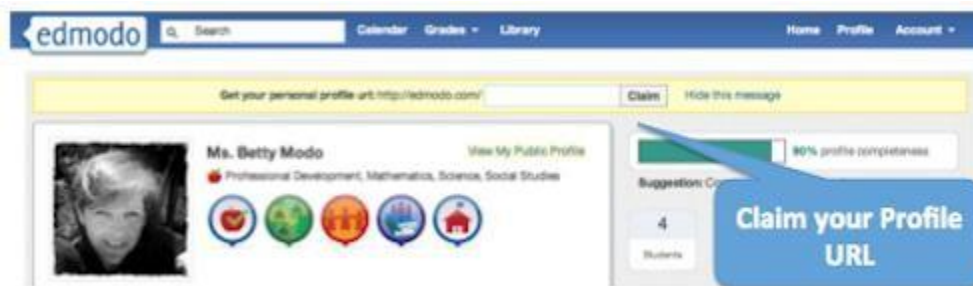 edmodo Search Calendar Grades Library Home Profile Account
Get your personal profile url: http://edmodo.com/ Claim Hide this message
Ms. Betty Modo View My Public Profile
Professional Development, Mathematics, Science, Social Studies
90% profile completeness
Suggestion:
4
Students
Claim your Profile
URL